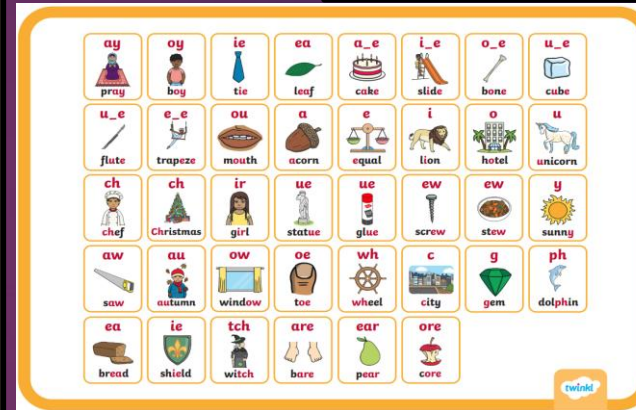 ay oy ie ea a_e i_e o_e u_e
pray boy tie leaf cake slide bone cube
u_e e_e ou a e i o u
flute trapeze mouth acorn equal lion hotel unicorn
ch ch ir ue ue ew ew y
chef Christmas girl statue glue screw stew sunny
aw au ow oe wh c g ph
saw autumn window toe wheel city gem dolphin
ea ie tch are ear ore
bread shield witch bare pear core
twinkl